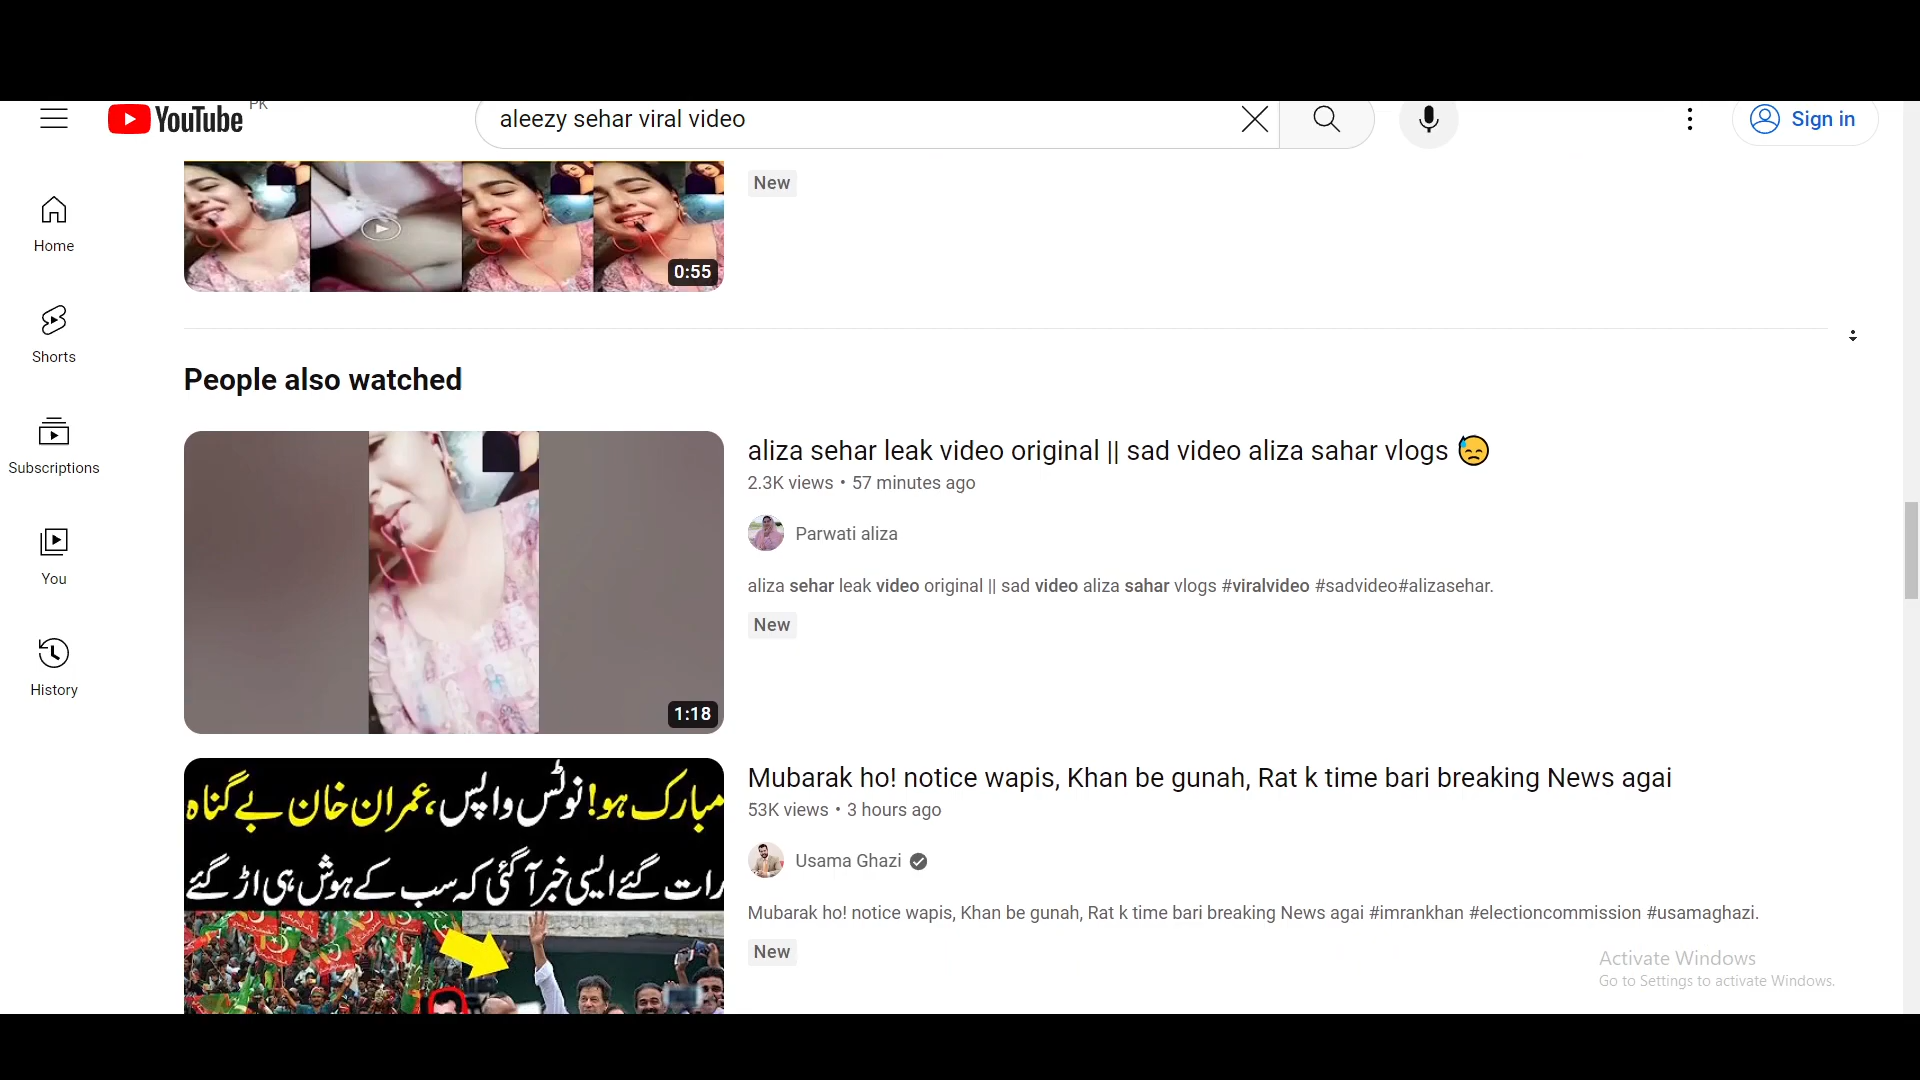 YouTube PK
aleezy sehar viral video
Sign in
New
Home
0:55
Shorts
People also watched
aliza sehar leak video original || sad video aliza sahar vlogs 😓
2.3K views • 57 minutes ago
Subscriptions
Parwati aliza
You
aliza sehar leak video original || sad video aliza sahar vlogs #viralvideo #sadvideo#alizasehar.
New
History
1:18
مبارک ہو! نوٹس واپس، عمران خان بے گناہ
رات گئے ایسی خبر آ گئی کہ سب کے ہوش ہی اڑ گئے
Mubarak ho! notice wapis, Khan be gunah, Rat k time bari breaking News agai
53K views • 3 hours ago
Usama Ghazi
Mubarak ho! notice wapis, Khan be gunah, Rat k time bari breaking News agai #imrankhan #electioncommission #usamaghazi.
New
Activate Windows
Go to Settings to activate Windows.